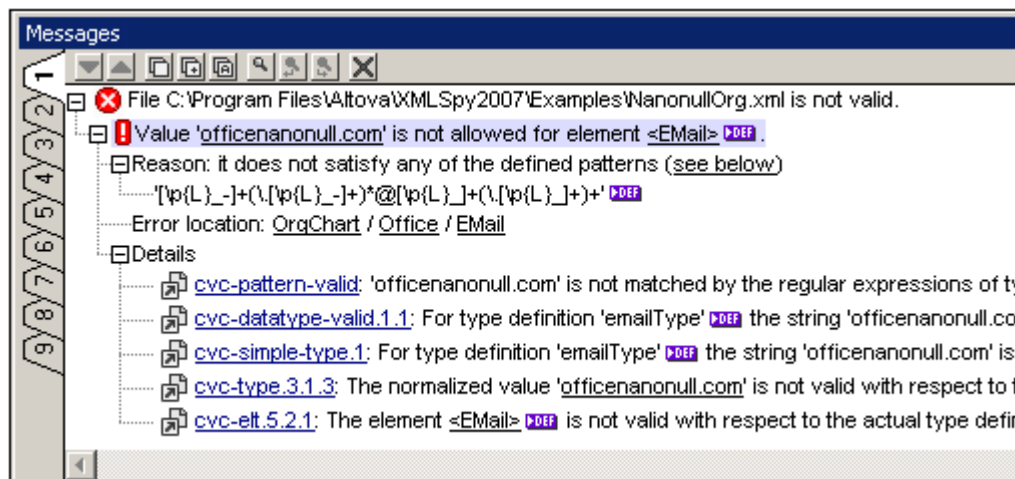 Messages
1
File C:\Program Files\Altova\XMLSpy2007\Examples\NanonullOrg.xml is not valid.
2
Value 'officenanonull.com' is not allowed for element <EMail> DEF .
3
Reason: it does not satisfy any of the defined patterns (see below)
4
'[\p{L}_-]+(\.[\p{L}_-]+)*@[\p{L}_]+(\.[\p{L}_]+)+' DEF
5
Error location: OrgChart / Office / EMail
6
Details
7
cvc-pattern-valid: 'officenanonull.com' is not matched by the regular expressions of ty
8
cvc-datatype-valid.1.1: For type definition 'emailType' DEF the string 'officenanonull.co
9
cvc-simple-type.1: For type definition 'emailType' DEF the string 'officenanonull.com' is
cvc-type.3.1.3: The normalized value 'officenanonull.com' is not valid with respect to
cvc-elt.5.2.1: The element <EMail> DEF is not valid with respect to the actual type defi